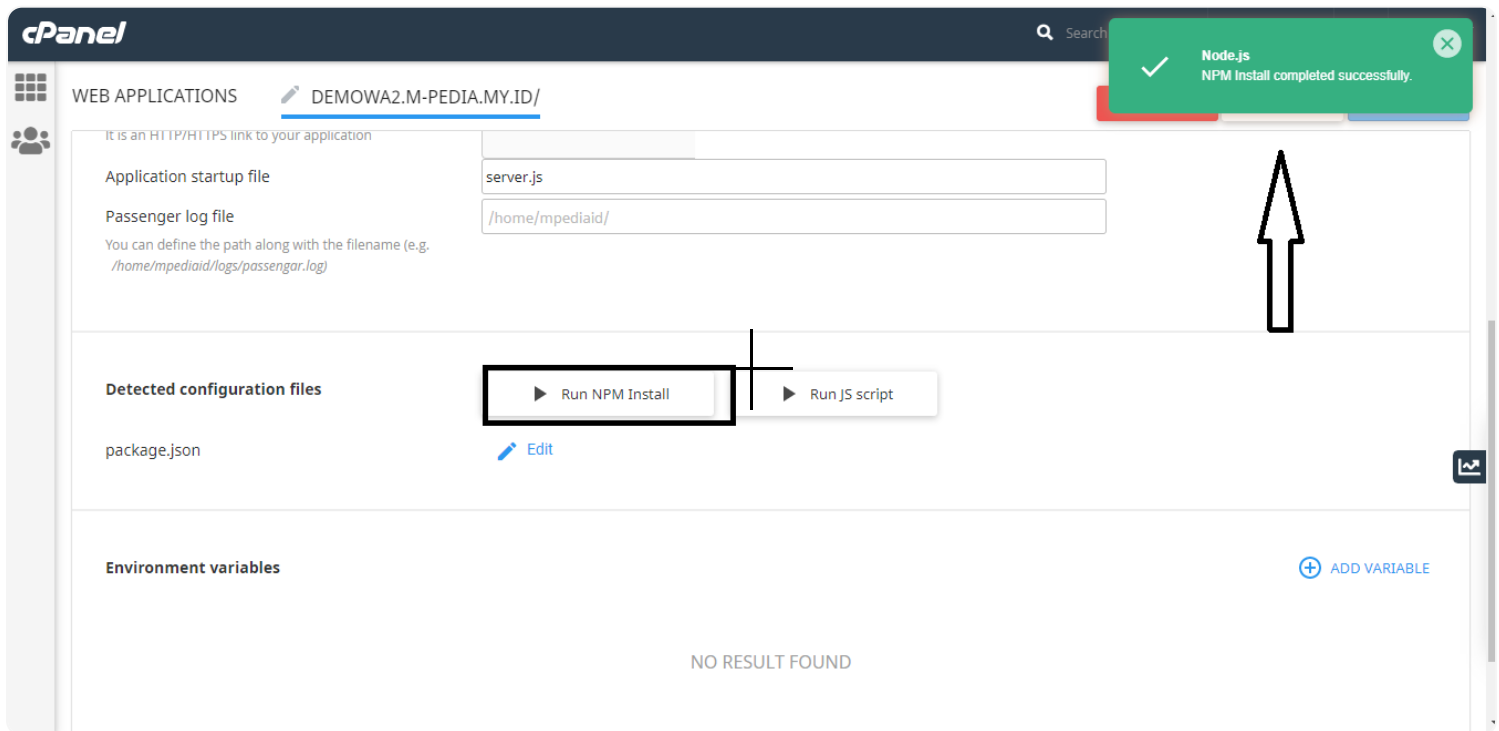 cPanel
Search
Node.js
NPM Install completed successfully.
WEB APPLICATIONS
DEMOWA2.M-PEDIA.MY.ID/
It is an HTTP/HTTPS link to your application
Application startup file
server.js
Passenger log file
/home/mpediaid/
You can define the path along with the filename (e.g.
/home/mpediaid/logs/passengar.log)
Detected configuration files
Run NPM Install
Run JS script
package.json
Edit
Environment variables
ADD VARIABLE
NO RESULT FOUND